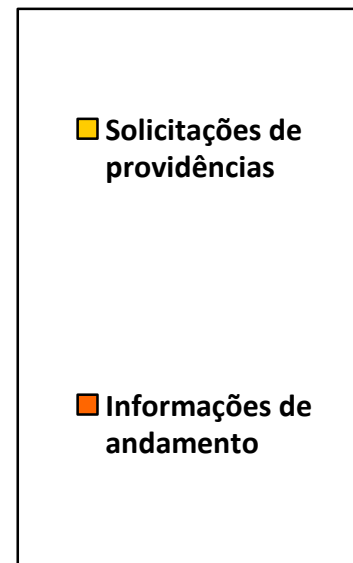 Solicitações de
providências
Informações de
andamento